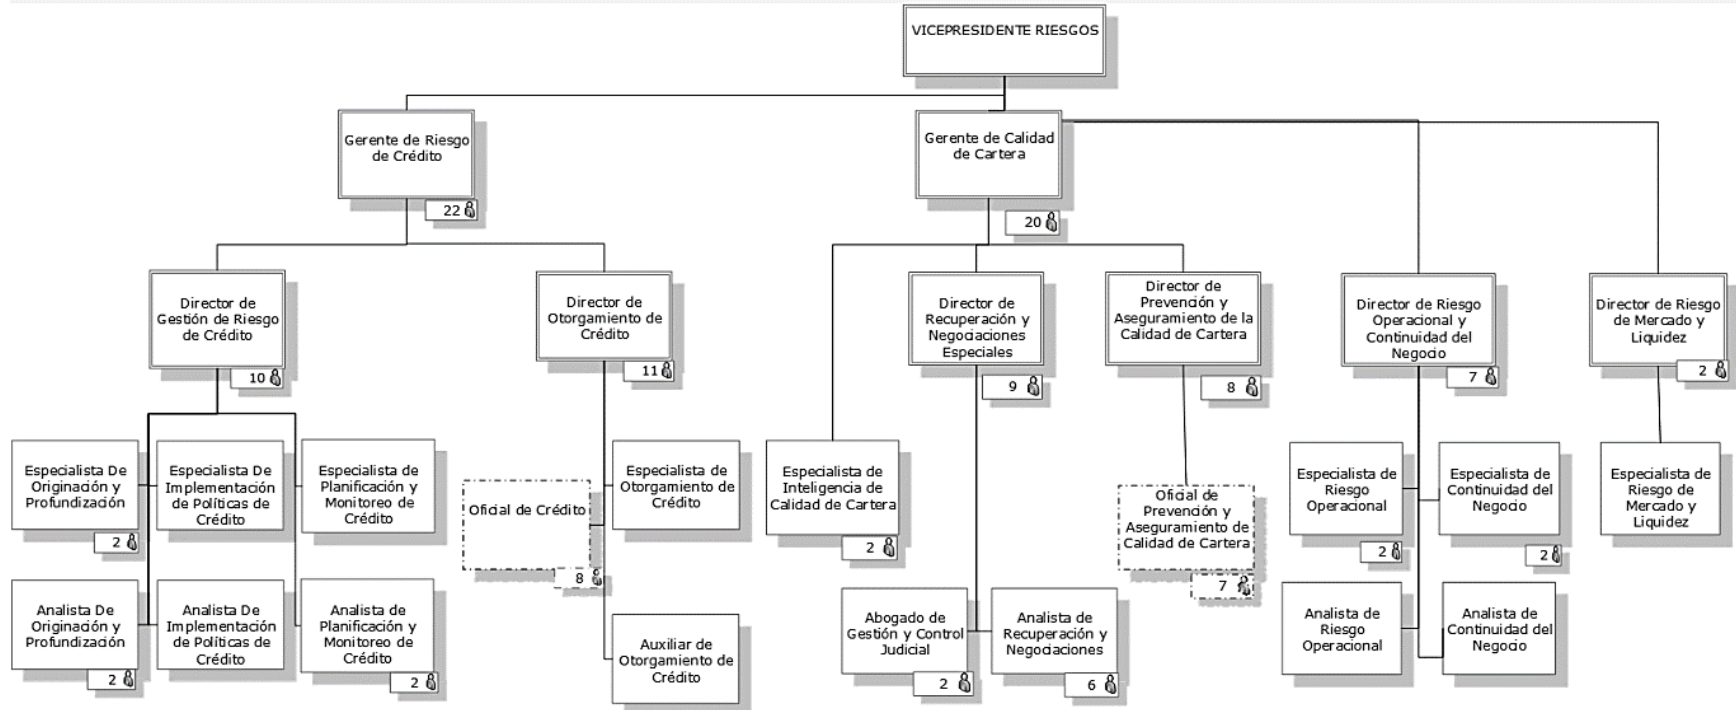 VICEPRESIDENTE RIESGOS
Gerente de Riesgo
de Crédito
22
Gerente de Calidad
de Cartera
20
Director de
Gestión de Riesgo
de Crédito
10
Director de
Otorgamiento de
Crédito
11
Director de
Recuperación y
Negociaciones
Especiales
9
Director de
Prevención y
Aseguramiento de la
Calidad de Cartera
8
Director de Riesgo
Operacional y
Continuidad del
Negocio
7
Director de Riesgo
de Mercado y
Liquidez
2
Especialista De
Originación y
Profundización
2
Especialista De
Implementación
de Políticas de
Crédito
Especialista de
Planificación y
Monitoreo de
Crédito
Oficial de Crédito
8
Especialista de
Otorgamiento de
Crédito
Especialista de
Inteligencia de
Calidad de Cartera
2
Oficial de
Prevención y
Aseguramiento de
Calidad de Cartera
7
Especialista de
Riesgo
Operacional
2
Especialista de
Continuidad del
Negocio
2
Especialista de
Riesgo de
Mercado y
Liquidez
Analista De
Originación y
Profundización
2
Analista De
Implementación
de Políticas de
Crédito
Analista de
Planificación y
Monitoreo de
Crédito
2
Auxiliar de
Otorgamiento de
Crédito
Abogado de
Gestión y Control
Judicial
2
Analista de
Recuperación y
Negociaciones
6
Analista de
Riesgo
Operacional
Analista de
Continuidad del
Negocio